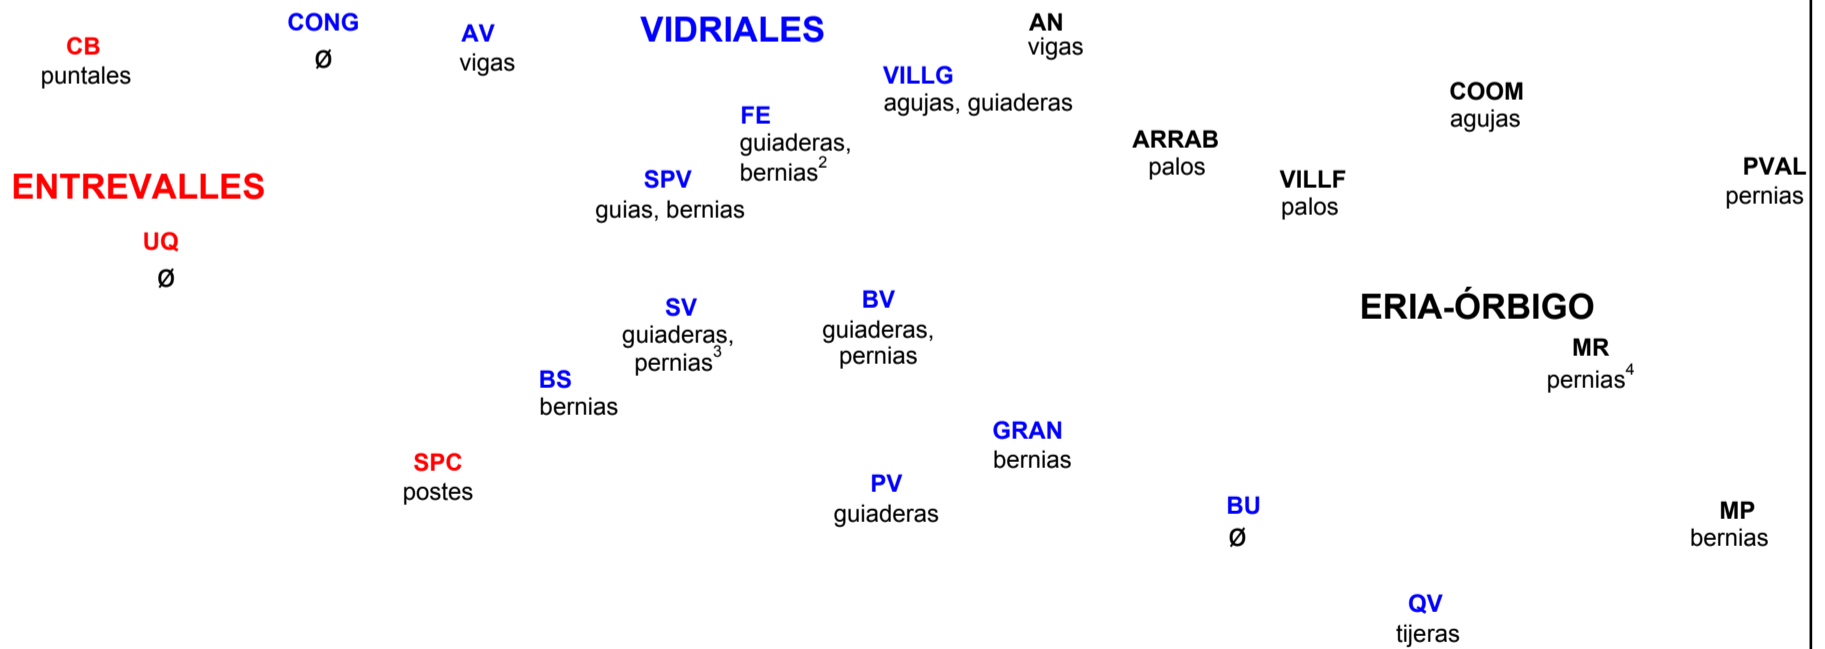 CB
puntales
CONG
Ø
AV
vigas
VIDRIALES
AN
vigas
VILLG
agujas, guiaderas
FE
guiaderas,
bernias²
COOM
agujas
ARRAB
palos
VILLF
palos
PVAL
pernias
ENTREVALLES
SPV
guias, bernias
UQ
Ø
SV
guiaderas,
pernias³
BV
guiaderas,
pernias
ERIA-ÓRBIGO
MR
pernias⁴
BS
bernias
GRAN
bernias
SPC
postes
PV
guiaderas
BU
Ø
MP
bernias
QV
tijeras